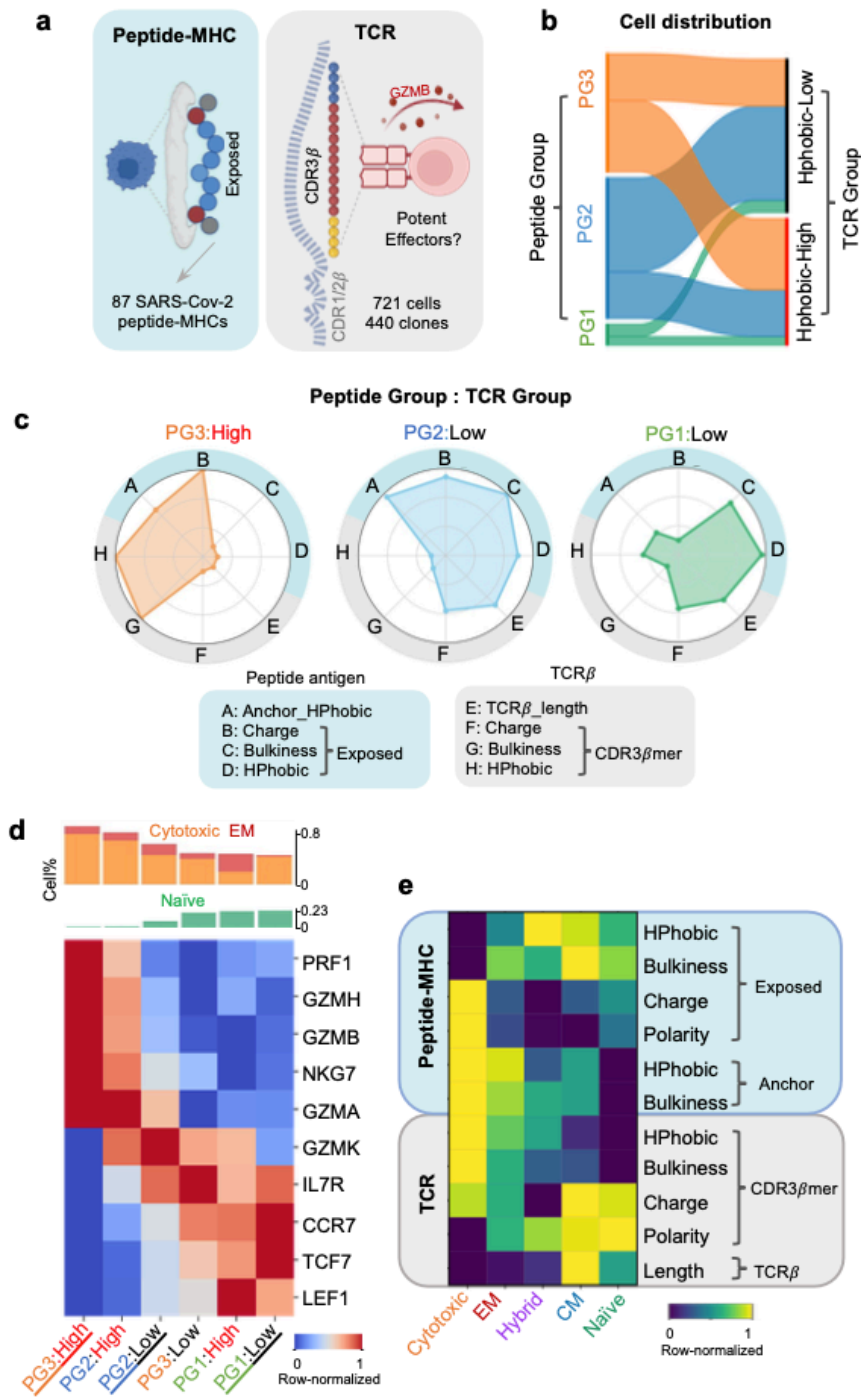 a
Peptide-MHC
TCR
Exposed
87 SARS-Cov-2
peptide-MHCs
CDR3β
CDR1/2β
GZMB
Potent
Effectors?
721 cells
440 clones
b
Cell distribution
Peptide Group
PG3
PG2
PG1
Hphobic-Low
Hphobic-High
TCR Group
c
Peptide Group : TCR Group
PG3:High
A
B
C
D
E
F
G
H
PG2:Low
A
B
C
D
E
F
G
H
PG1:Low
A
B
C
D
E
F
G
H
Peptide antigen
A: Anchor_HPhobic
B: Charge
C: Bulkiness
D: HPhobic
Exposed
TCRβ
E: TCRβ_length
F: Charge
G: Bulkiness
H: HPhobic
CDR3βmer
d
Cell%
Cytotoxic EM
0.8
0
Naïve
0.23
0
PRF1
GZMH
GZMB
NKG7
GZMA
GZMK
IL7R
CCR7
TCF7
LEF1
PG3:High
PG2:High
PG2:Low
PG3:Low
PG1:High
PG1:Low
0 1
Row-normalized
e
Peptide-MHC
HPhobic
Bulkiness
Charge
Polarity
Exposed
HPhobic
Bulkiness
Anchor
TCR
HPhobic
Bulkiness
Charge
Polarity
CDR3βmer
Length
TCRβ
Cytotoxic
EM
Hybrid
CM
Naïve
0 1
Row-normalized